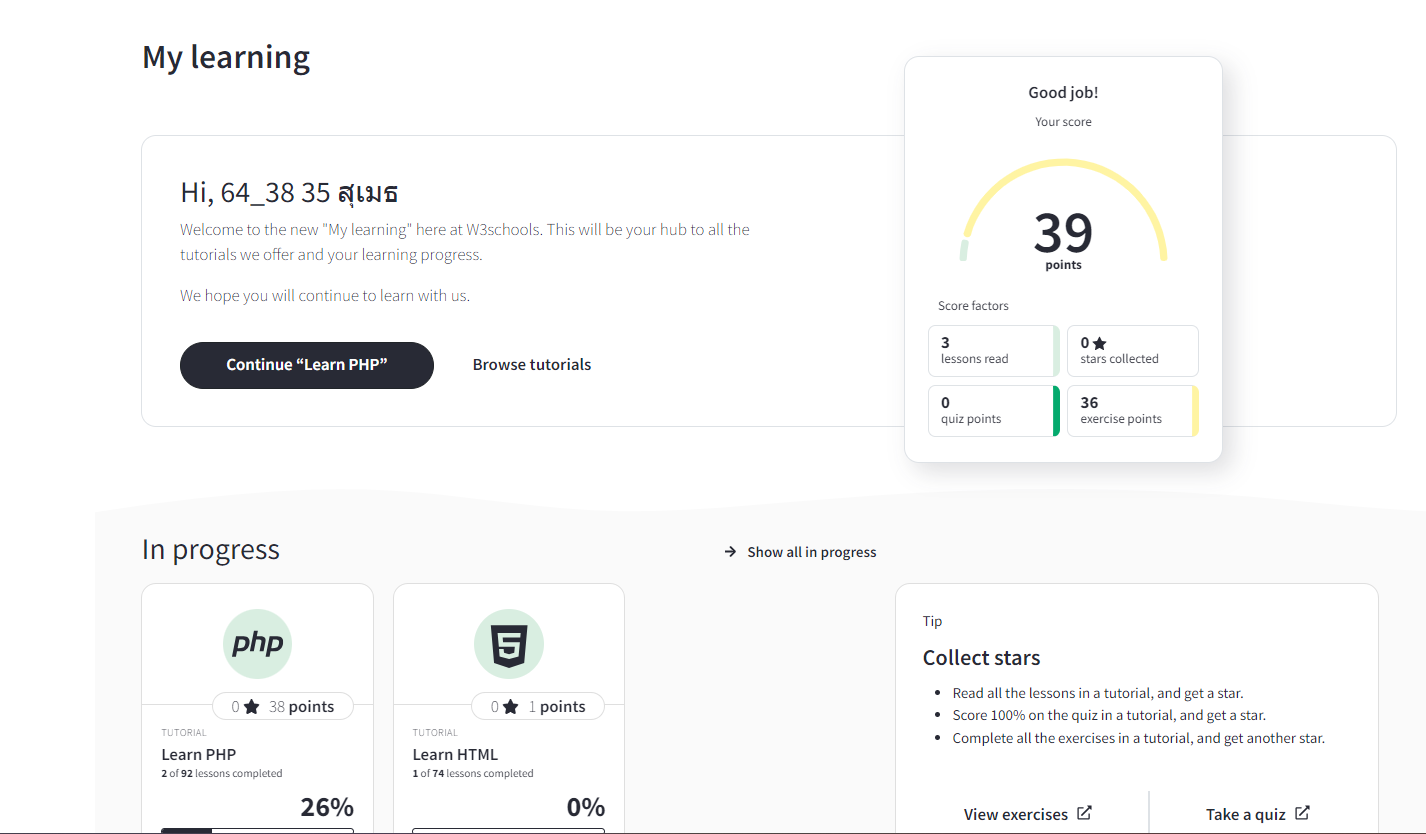 My learning
Good job!
Your score
39
points
Score factors
3
lessons read
0
stars collected
0
quiz points
36
exercise points
Hi, 64_38 35 สุเมธ
Welcome to the new "My learning" here at W3schools. This will be your hub to all the
tutorials we offer and your learning progress.
We hope you will continue to learn with us.
Continue “Learn PHP”
Browse tutorials
In progress
Show all in progress
php
0 38 points
TUTORIAL
Learn PHP
2 of 92 lessons completed
26%
5
0 1 points
TUTORIAL
Learn HTML
1 of 74 lessons completed
0%
Tip
Collect stars
• Read all the lessons in a tutorial, and get a star.
• Score 100% on the quiz in a tutorial, and get a star.
• Complete all the exercises in a tutorial, and get another star.
View exercises
Take a quiz